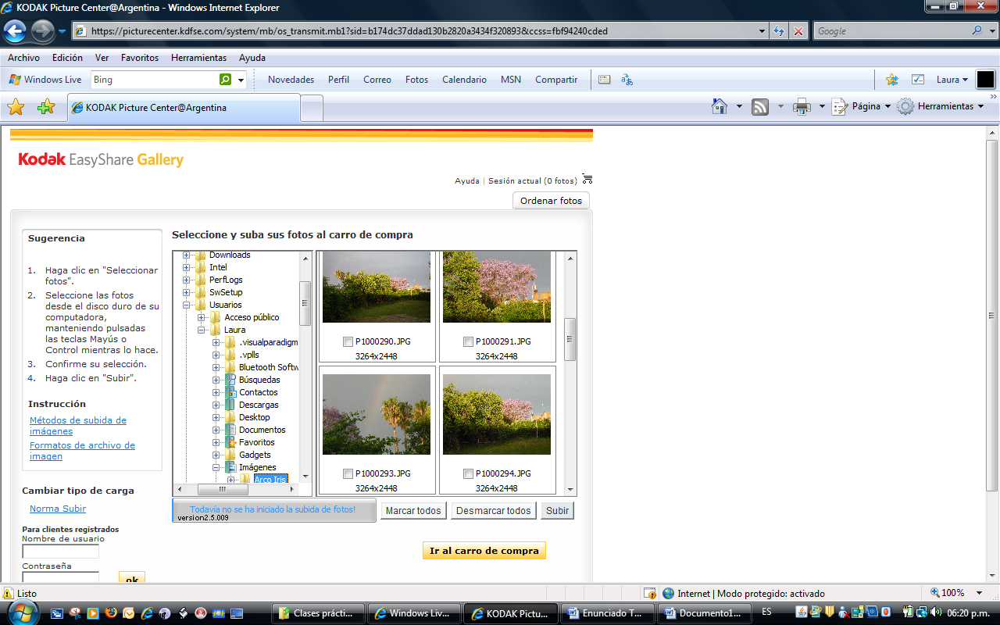 KODAK Picture Center@Argentina - Windows Internet Explorer
https://picturecenter.kdfse.com/system/mb/os_transmit.mb1?sid=b174dc37ddad130b2820a3434f320893&ccss=fbf94240cded
Google
Archivo Edición Ver Favoritos Herramientas Ayuda
Windows Live Bing Novedades Perfil Correo Fotos Calendario MSN Compartir Laura
KODAK Picture Center@Argentina Página Herramientas
Kodak EasyShare Gallery
Ayuda | Sesión actual (0 fotos)
Ordenar fotos
Sugerencia
1. Haga clic en "Seleccionar
fotos".
2. Seleccione las fotos
desde el disco duro de su
computadora,
manteniendo pulsadas
las teclas Mayús o
Control mientras lo hace.
3. Confirme su selección.
4. Haga clic en "Subir".
Instrucción
Métodos de subida de
imágenes
Formatos de archivo de
imagen
Cambiar tipo de carga
Norma Subir
Para clientes registrados
Nombre de usuario
Contraseña
ok
Seleccione y suba sus fotos al carro de compra
Downloads
Intel
PerfLogs
SwSetup
Usuarios
Acceso público
Laura
.visualparadigm
.vplls
Bluetooth Softw
Búsquedas
Contactos
Descargas
Desktop
Documentos
Favoritos
Gadgets
Imágenes
Arco Iris
P1000290.JPG
3264x2448
P1000291.JPG
3264x2448
P1000293.JPG
3264x2448
P1000294.JPG
3264x2448
Todavía no se ha iniciado la subida de fotos!
version2.5.009
Marcar todos Desmarcar todos Subir
Ir al carro de compra
Listo Internet | Modo protegido: activado 100%
Clases prácti... Windows Liv... KODAK Pictu... Enunciado T... Documento1... ES 06:20 p.m.